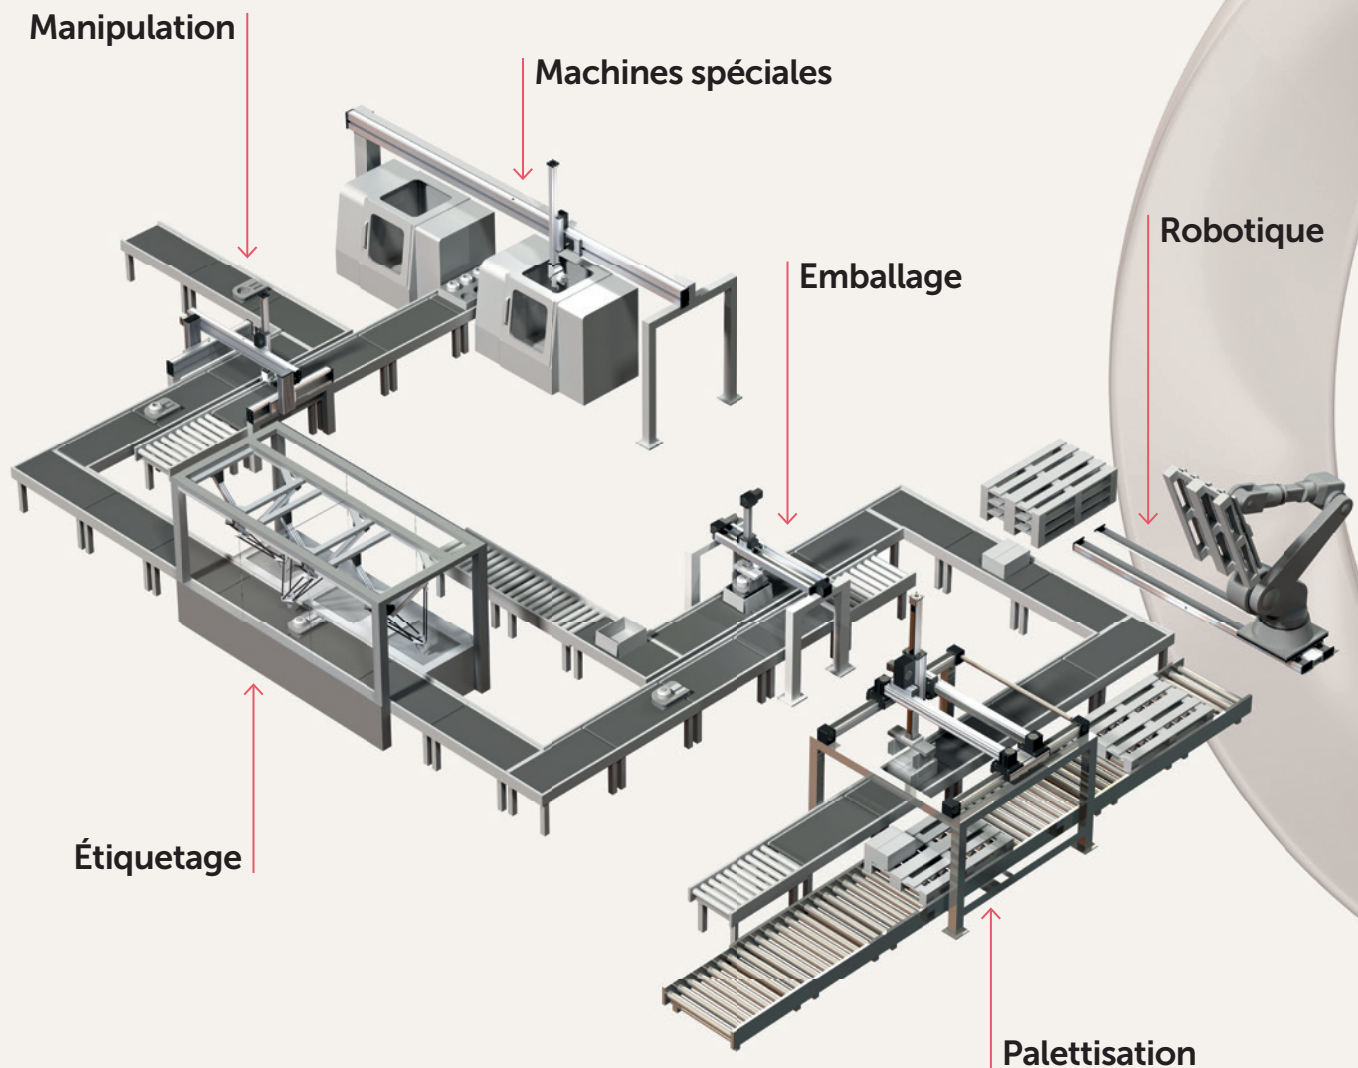 Manipulation
Machines spéciales
Robotique
Emballage
Étiquetage
Palettisation